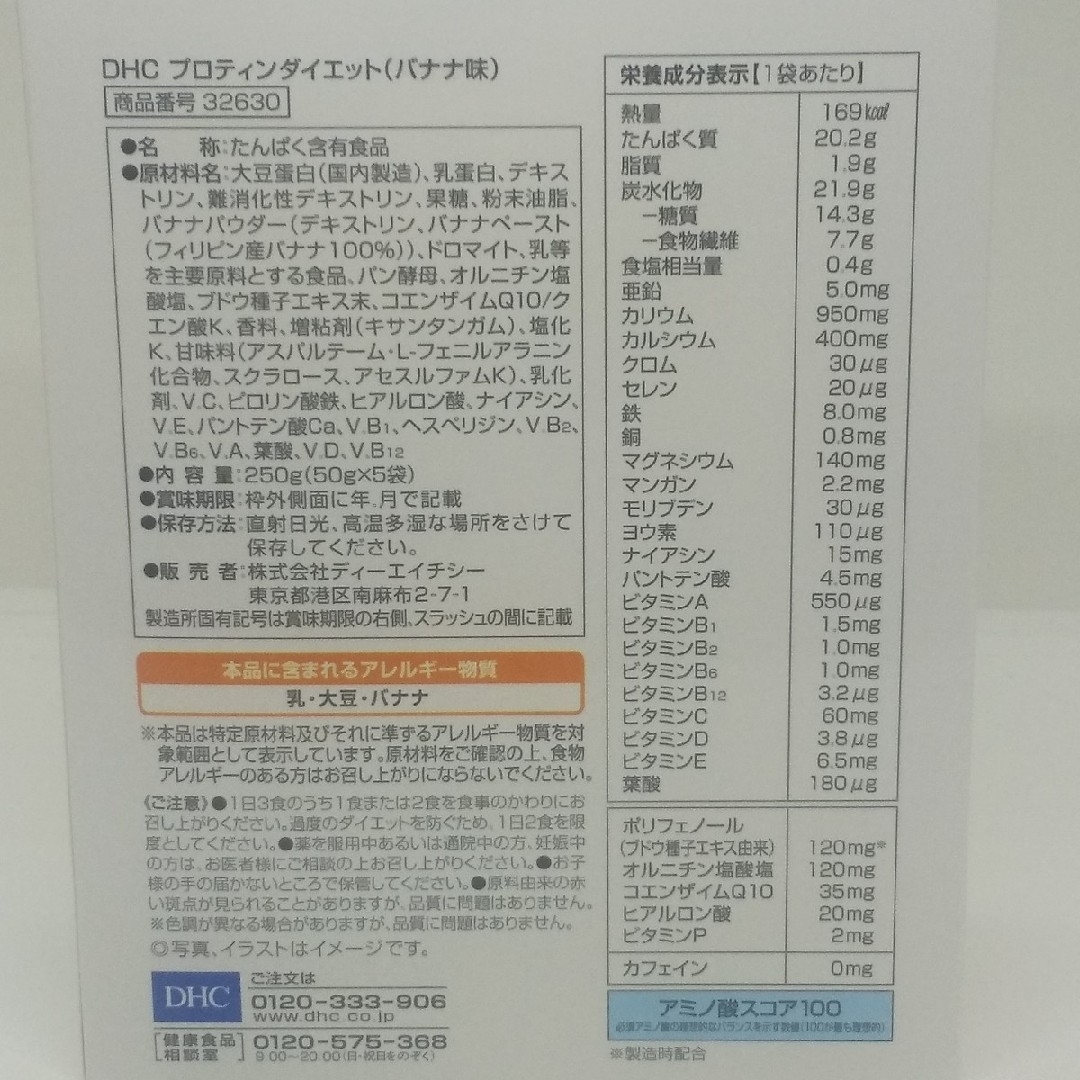 DHC プロティンダイエット(バナナ味)
商品番号 32630
●名　　称:たんぱく含有食品
●原材料名:大豆蛋白(国内製造)、乳蛋白、デキス
トリン、難消化性デキストリン、果糖、粉末油脂、
バナナパウダー(デキストリン、バナナペースト
(フィリピン産バナナ100%))、ドロマイト、乳等
を主要原料とする食品、パン酵母、オルニチン塩
酸塩、ブドウ種子エキス末、コエンザイムQ10/ク
エン酸K、香料、増粘剤(キサンタンガム)、塩化
K、甘味料(アスパルテーム・L-フェニルアラニン
化合物、スクラロース、アセスルファムK)、乳化
剤、V.C、ピロリン酸鉄、ヒアルロン酸、ナイアシン、
V.E、パントテン酸Ca、V.B1、ヘスペリジン、V.B2、
V.B6、V.A、葉酸、V.D、V.B12
●内 容 量:250g(50g×5袋)
●賞味期限:枠外側面に年.月で記載
●保存方法:直射日光、高温多湿な場所をさけて
保存してください。
●販 売 者:株式会社ディーエイチシー
東京都港区南麻布2-7-1
製造所固有記号は賞味期限の右側、スラッシュの間に記載
本品に含まれるアレルギー物質
乳・大豆・バナナ
※本品は特定原材料及びそれに準ずるアレルギー物質を対
象範囲として表示しています。原材料をご確認の上、食物
アレルギーのある方はお召し上がりにならないでください。
《ご注意》●1日3食のうち1食または2食を食事のかわりにお
召し上がりください。過度のダイエットを防ぐため、1日2食を限
度としてください。●薬を服用中あるいは通院中の方、妊娠中
の方は、お医者様にご相談の上お召し上がりください。●お子
様の手の届かないところで保管してください。●原料由来の赤
い斑点が見られることがありますが、品質に問題はありません。
※色調が異なる場合がありますが、品質に問題はありません。
◎写真、イラストはイメージです。
DHC
ご注文は
0120-333-906
www.dhc.co.jp
[健康食品相談室] 0120-575-368
9:00~20:00(日・祝日をのぞく)
栄養成分表示【1袋あたり】
熱量 169kcal
たんぱく質 20.2g
脂質 1.9g
炭水化物 21.9g
-糖質 14.3g
-食物繊維 7.7g
食塩相当量 0.4g
亜鉛 5.0mg
カリウム 950mg
カルシウム 400mg
クロム 30μg
セレン 20μg
鉄 8.0mg
銅 0.8mg
マグネシウム 140mg
マンガン 2.2mg
モリブデン 30μg
ヨウ素 110μg
ナイアシン 15mg
パントテン酸 4.5mg
ビタミンA 550μg
ビタミンB1 1.5mg
ビタミンB2 1.0mg
ビタミンB6 1.0mg
ビタミンB12 3.2μg
ビタミンC 60mg
ビタミンD 3.8μg
ビタミンE 6.5mg
葉酸 180μg
ポリフェノール
(ブドウ種子エキス由来) 120mg※
オルニチン塩酸塩 120mg
コエンザイムQ10 35mg
ヒアルロン酸 20mg
ビタミンP 2mg
カフェイン 0mg
アミノ酸スコア100
必須アミノ酸の理想的なバランスを示す数値(100が最も理想的)
※製造時配合